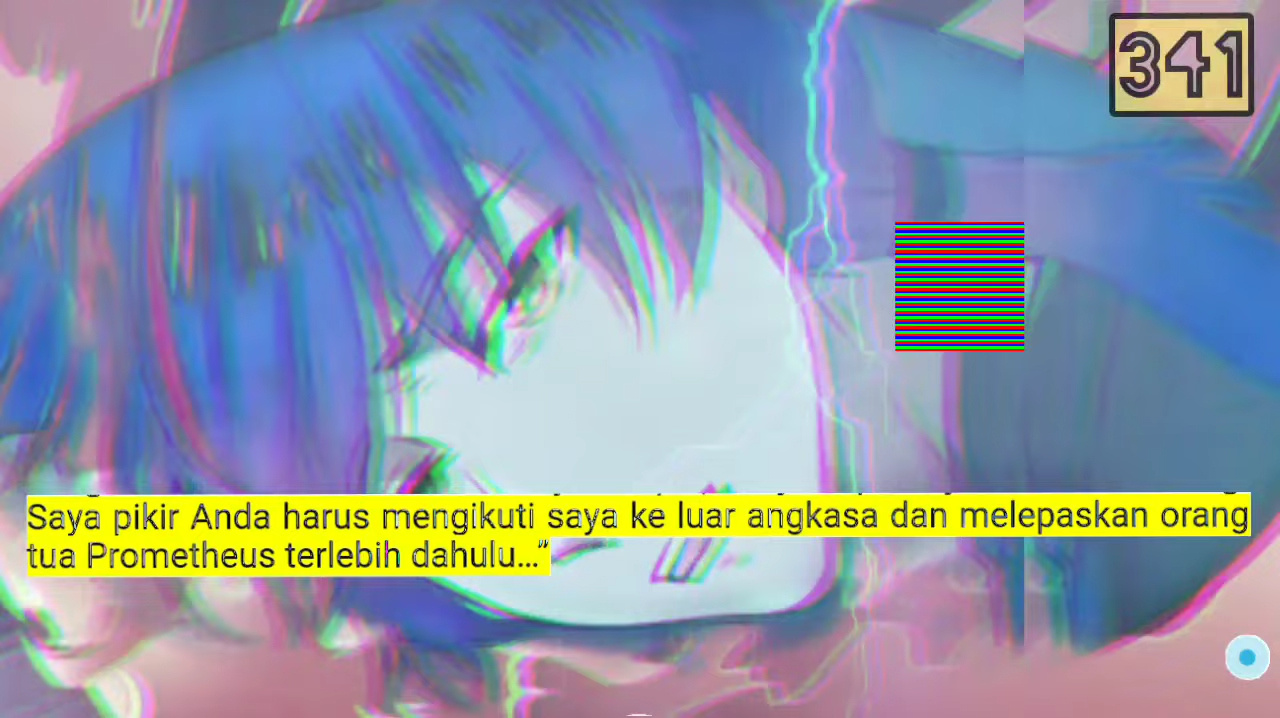 341
Saya pikir Anda harus mengikuti saya ke luar angkasa dan melepaskan orang
tua Prometheus terlebih dahulu...”